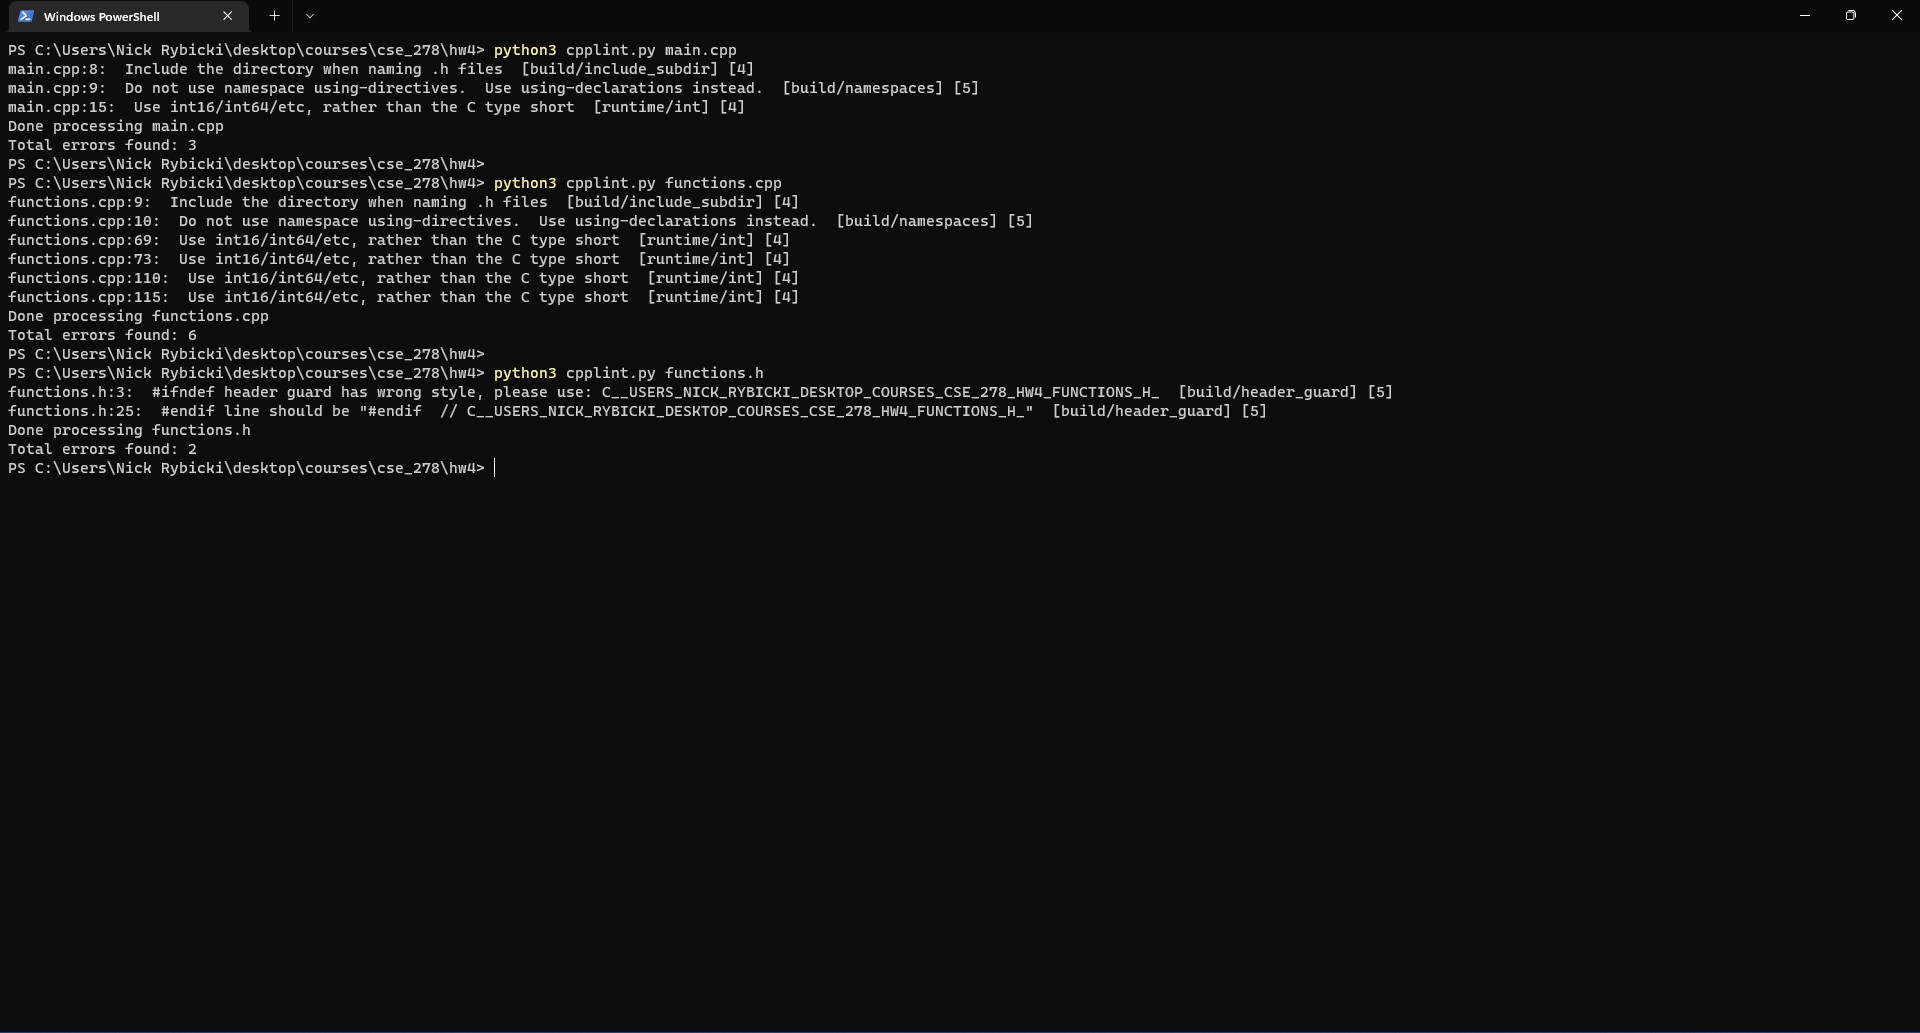 Windows PowerShell
PS C:\Users\Nick Rybicki\desktop\courses\cse_278\hw4> python3 cpplint.py main.cpp
main.cpp:8:  Include the directory when naming .h files  [build/include_subdir] [4]
main.cpp:9:  Do not use namespace using-directives.  Use using-declarations instead.  [build/namespaces] [5]
main.cpp:15:  Use int16/int64/etc, rather than the C type short  [runtime/int] [4]
Done processing main.cpp
Total errors found: 3
PS C:\Users\Nick Rybicki\desktop\courses\cse_278\hw4>
PS C:\Users\Nick Rybicki\desktop\courses\cse_278\hw4> python3 cpplint.py functions.cpp
functions.cpp:9:  Include the directory when naming .h files  [build/include_subdir] [4]
functions.cpp:10:  Do not use namespace using-directives.  Use using-declarations instead.  [build/namespaces] [5]
functions.cpp:69:  Use int16/int64/etc, rather than the C type short  [runtime/int] [4]
functions.cpp:73:  Use int16/int64/etc, rather than the C type short  [runtime/int] [4]
functions.cpp:110:  Use int16/int64/etc, rather than the C type short  [runtime/int] [4]
functions.cpp:115:  Use int16/int64/etc, rather than the C type short  [runtime/int] [4]
Done processing functions.cpp
Total errors found: 6
PS C:\Users\Nick Rybicki\desktop\courses\cse_278\hw4>
PS C:\Users\Nick Rybicki\desktop\courses\cse_278\hw4> python3 cpplint.py functions.h
functions.h:3:  #ifndef header guard has wrong style, please use: C__USERS_NICK_RYBICKI_DESKTOP_COURSES_CSE_278_HW4_FUNCTIONS_H_  [build/header_guard] [5]
functions.h:25:  #endif line should be "#endif  // C__USERS_NICK_RYBICKI_DESKTOP_COURSES_CSE_278_HW4_FUNCTIONS_H_"  [build/header_guard] [5]
Done processing functions.h
Total errors found: 2
PS C:\Users\Nick Rybicki\desktop\courses\cse_278\hw4>